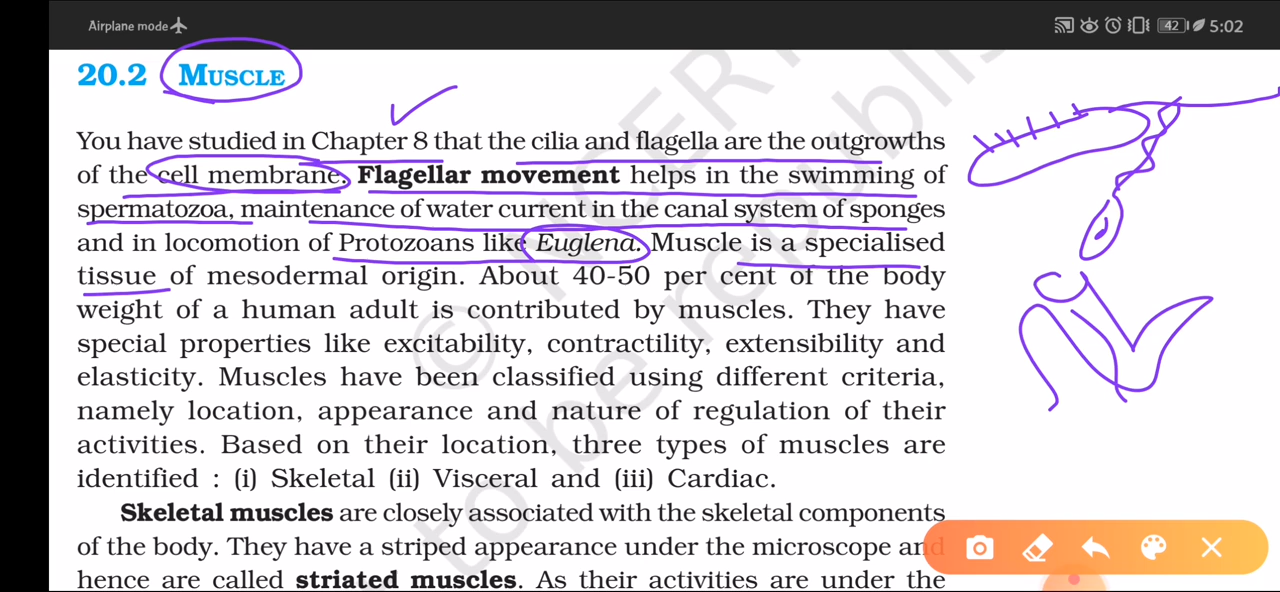 Airplane mode
42 5:02
20.2 MUSCLE
You have studied in Chapter 8 that the cilia and flagella are the outgrowths
of the cell membrane. Flagellar movement helps in the swimming of
spermatozoa, maintenance of water current in the canal system of sponges
and in locomotion of Protozoans like Euglena. Muscle is a specialised
tissue of mesodermal origin. About 40-50 per cent of the body
weight of a human adult is contributed by muscles. They have
special properties like excitability, contractility, extensibility and
elasticity. Muscles have been classified using different criteria,
namely location, appearance and nature of regulation of their
activities. Based on their location, three types of muscles are
identified : (i) Skeletal (ii) Visceral and (iii) Cardiac.
Skeletal muscles are closely associated with the skeletal components
of the body. They have a striped appearance under the microscope and
hence are called striated muscles. As their activities are under the